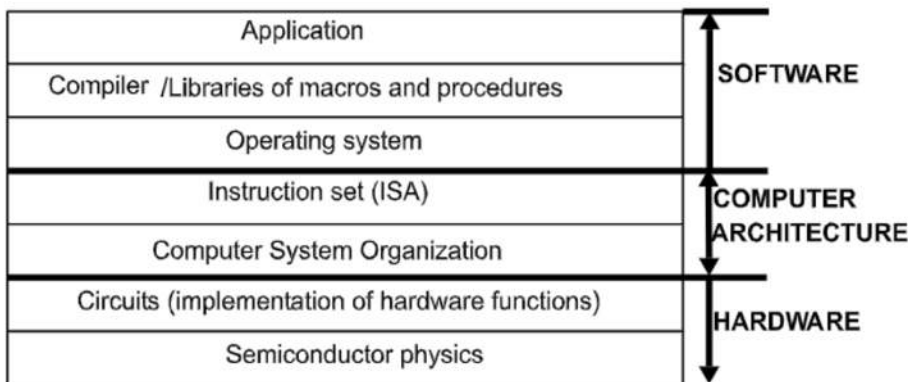 Application
Compiler /Libraries of macros and procedures
Operating system
Instruction set (ISA)
Computer System Organization
Circuits (implementation of hardware functions)
Semiconductor physics
SOFTWARE
COMPUTER
ARCHITECTURE
HARDWARE